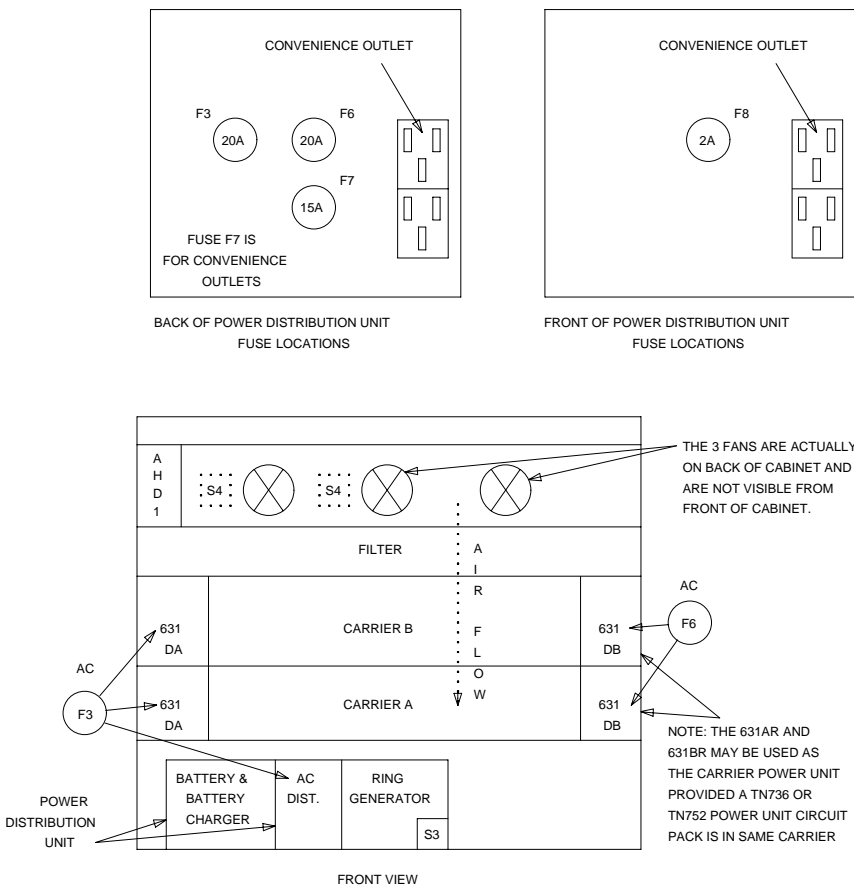 CONVENIENCE OUTLET
F3
20A
F6
20A
F7
15A
FUSE F7 IS
FOR CONVENIENCE
OUTLETS
BACK OF POWER DISTRIBUTION UNIT
FUSE LOCATIONS
CONVENIENCE OUTLET
F8
2A
FRONT OF POWER DISTRIBUTION UNIT
FUSE LOCATIONS
A
H
D
1
S4
S4
THE 3 FANS ARE ACTUALLY
ON BACK OF CABINET AND
ARE NOT VISIBLE FROM
FRONT OF CABINET.
FILTER
A
I
R
F
L
O
W
631
DA
CARRIER B
631
DB
AC
F6
AC
F3
631
DA
CARRIER A
631
DB
NOTE: THE 631AR AND
631BR MAY BE USED AS
THE CARRIER POWER UNIT
PROVIDED A TN736 OR
TN752 POWER UNIT CIRCUIT
PACK IS IN SAME CARRIER
POWER
DISTRIBUTION
UNIT
BATTERY &
BATTERY
CHARGER
AC
DIST.
RING
GENERATOR
S3
FRONT VIEW